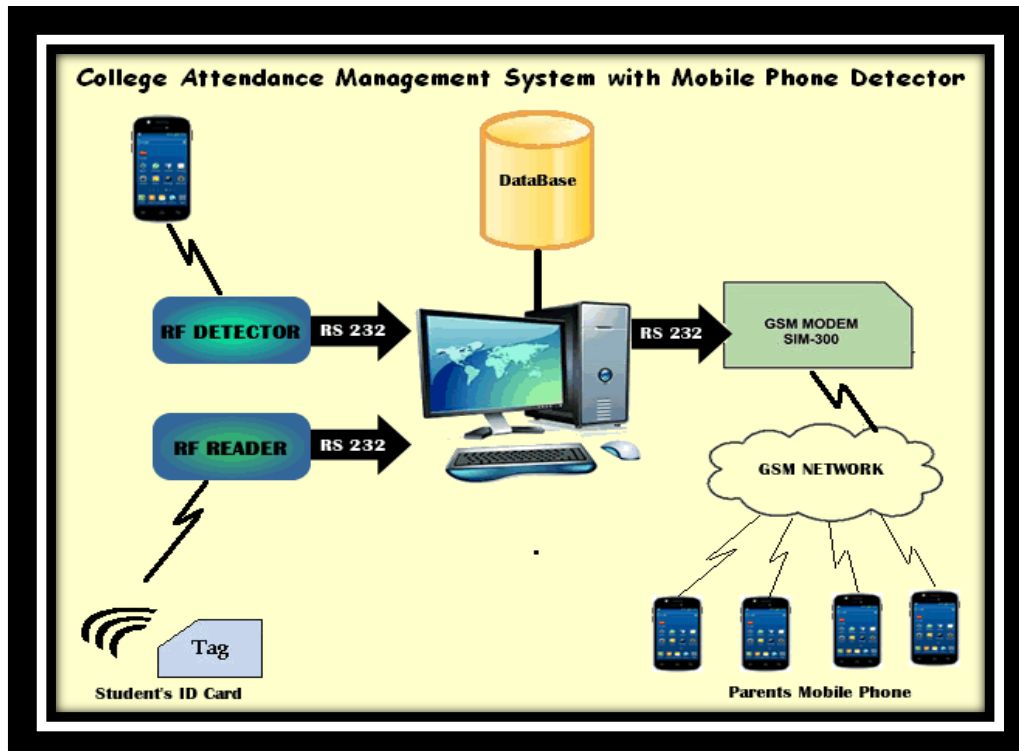 College Attendance Management System with Mobile Phone Detector
DataBase
RF DETECTOR
RS 232
RS 232
GSM MODEM
SIM-300
RF READER
RS 232
GSM NETWORK
Tag
Student's ID Card
Parents Mobile Phone